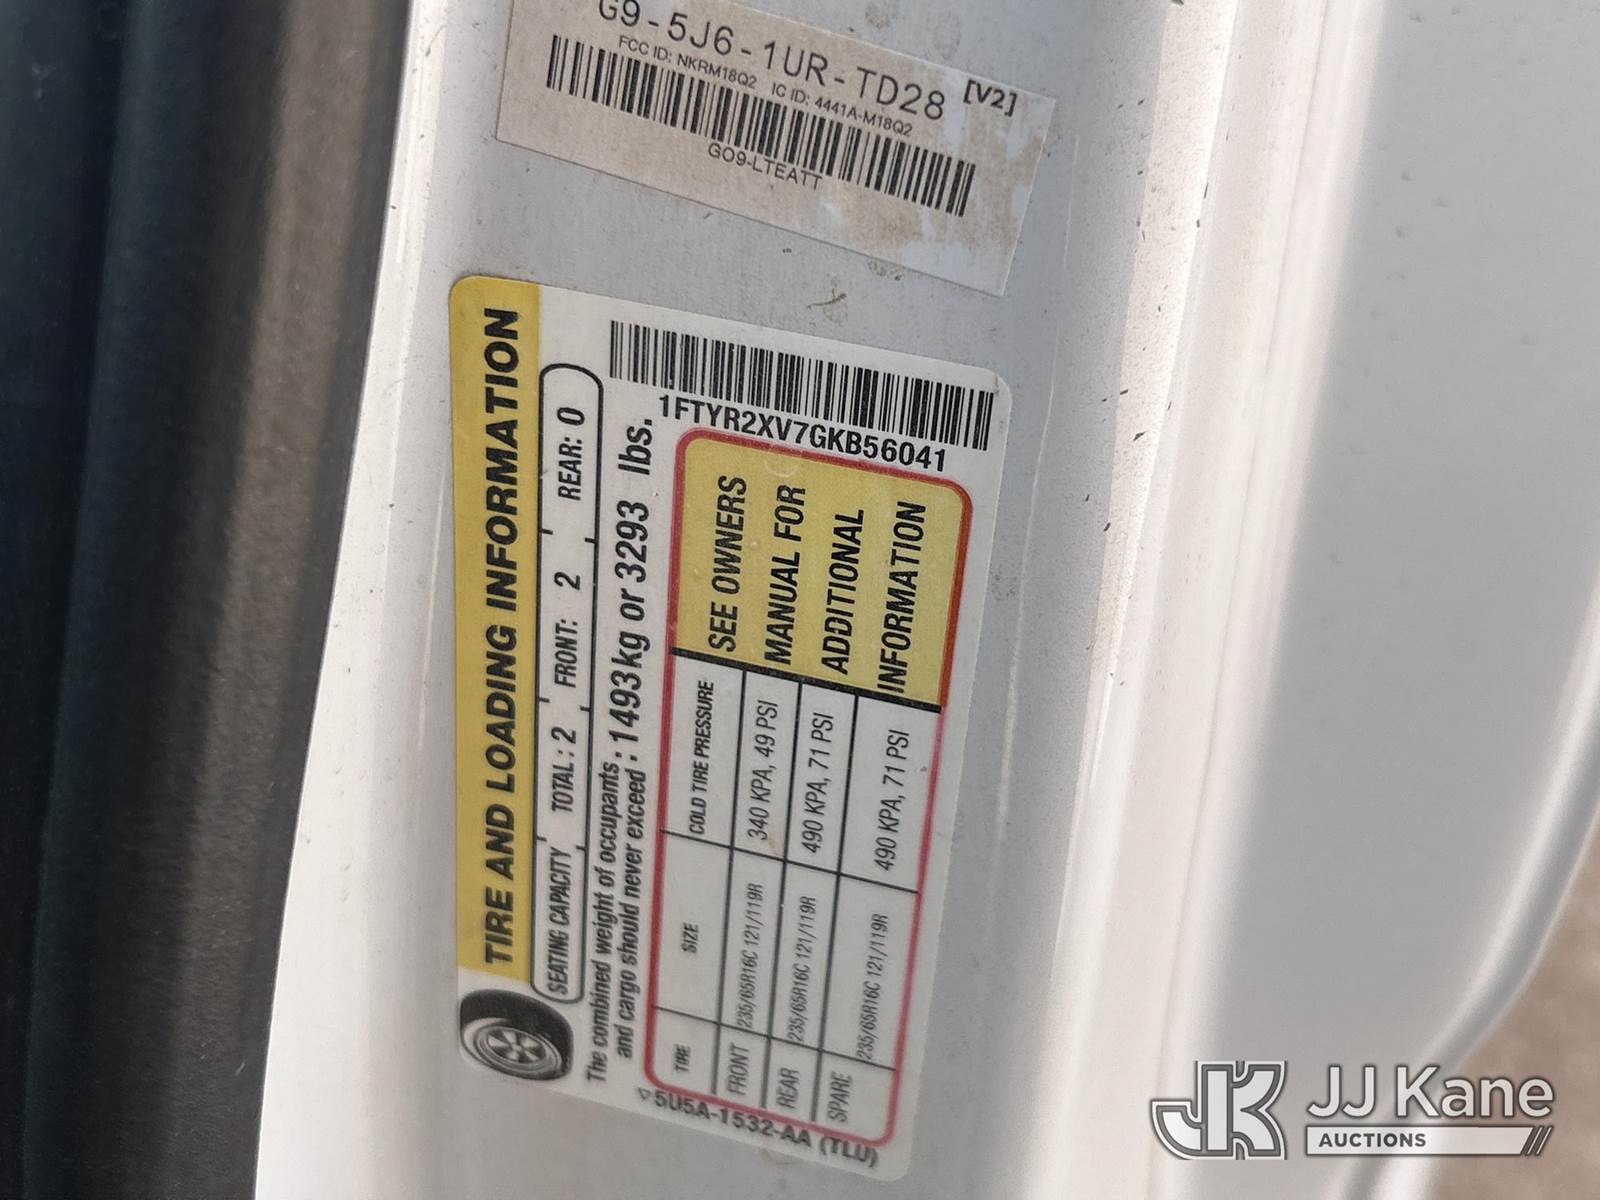 G9-5J6-1UR-TD28 [V2]
FCC ID: NKRM18Q2 IC ID: 4441A-M18Q2
GO9-LTEATT
TIRE AND LOADING INFORMATION
SEATING CAPACITY TOTAL: 2 FRONT: 2 REAR: 0
The combined weight of occupants
and cargo should never exceed : 1493kg or 3293 lbs.
1FTYR2XV7GKB56041
TIRE SIZE COLD TIRE PRESSURE
FRONT 235/65R16C 121/119R 340 KPA, 49 PSI
REAR 235/65R16C 121/119R 490 KPA, 71 PSI
SPARE 235/65R16C 121/119R 490 KPA, 71 PSI
SEE OWNERS
MANUAL FOR
ADDITIONAL
INFORMATION
5U5A-1532-AA (TLU)
JK JJ Kane
AUCTIONS